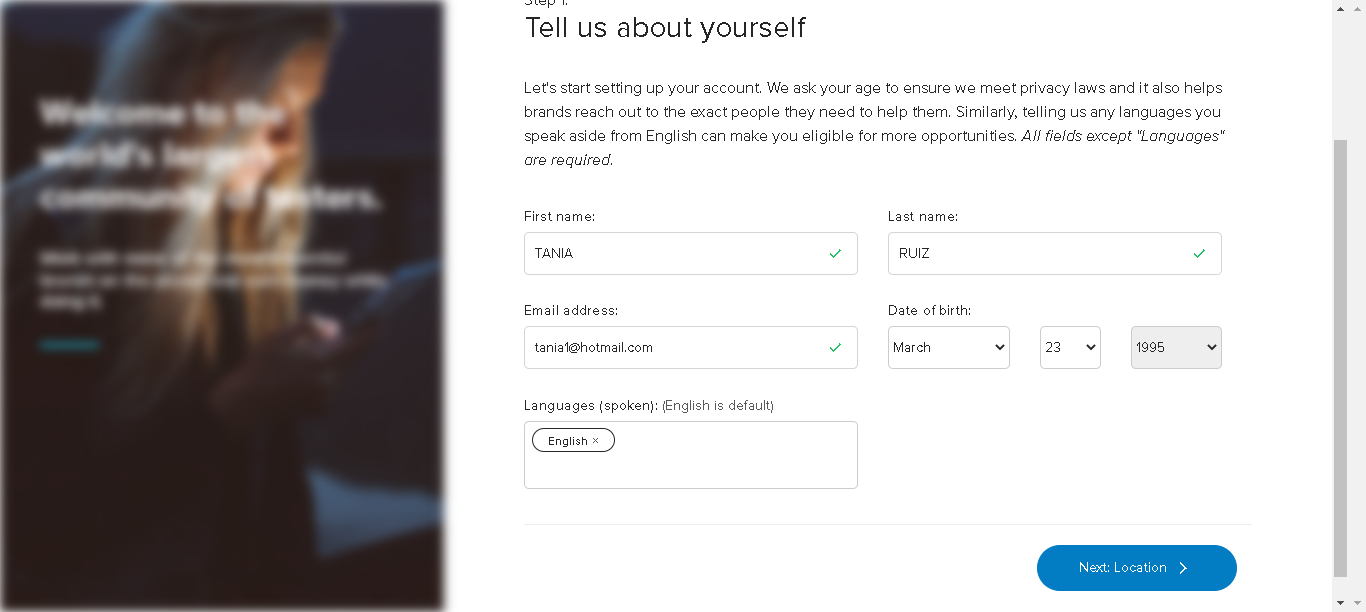 Step 1:
Tell us about yourself
Welcome to the
world's largest
community of testers.
Let's start setting up your account. We ask your age to ensure we meet privacy laws and it also helps
brands reach out to the exact people they need to help them. Similarly, telling us any languages you
speak aside from English can make you eligible for more opportunities. All fields except "Languages"
are required.
First name:
Last name:
TANIA
RUIZ
Email address:
Date of birth:
tania1@hotmail.com
March
23
1995
Languages (spoken): (English is default)
English ×
Next: Location